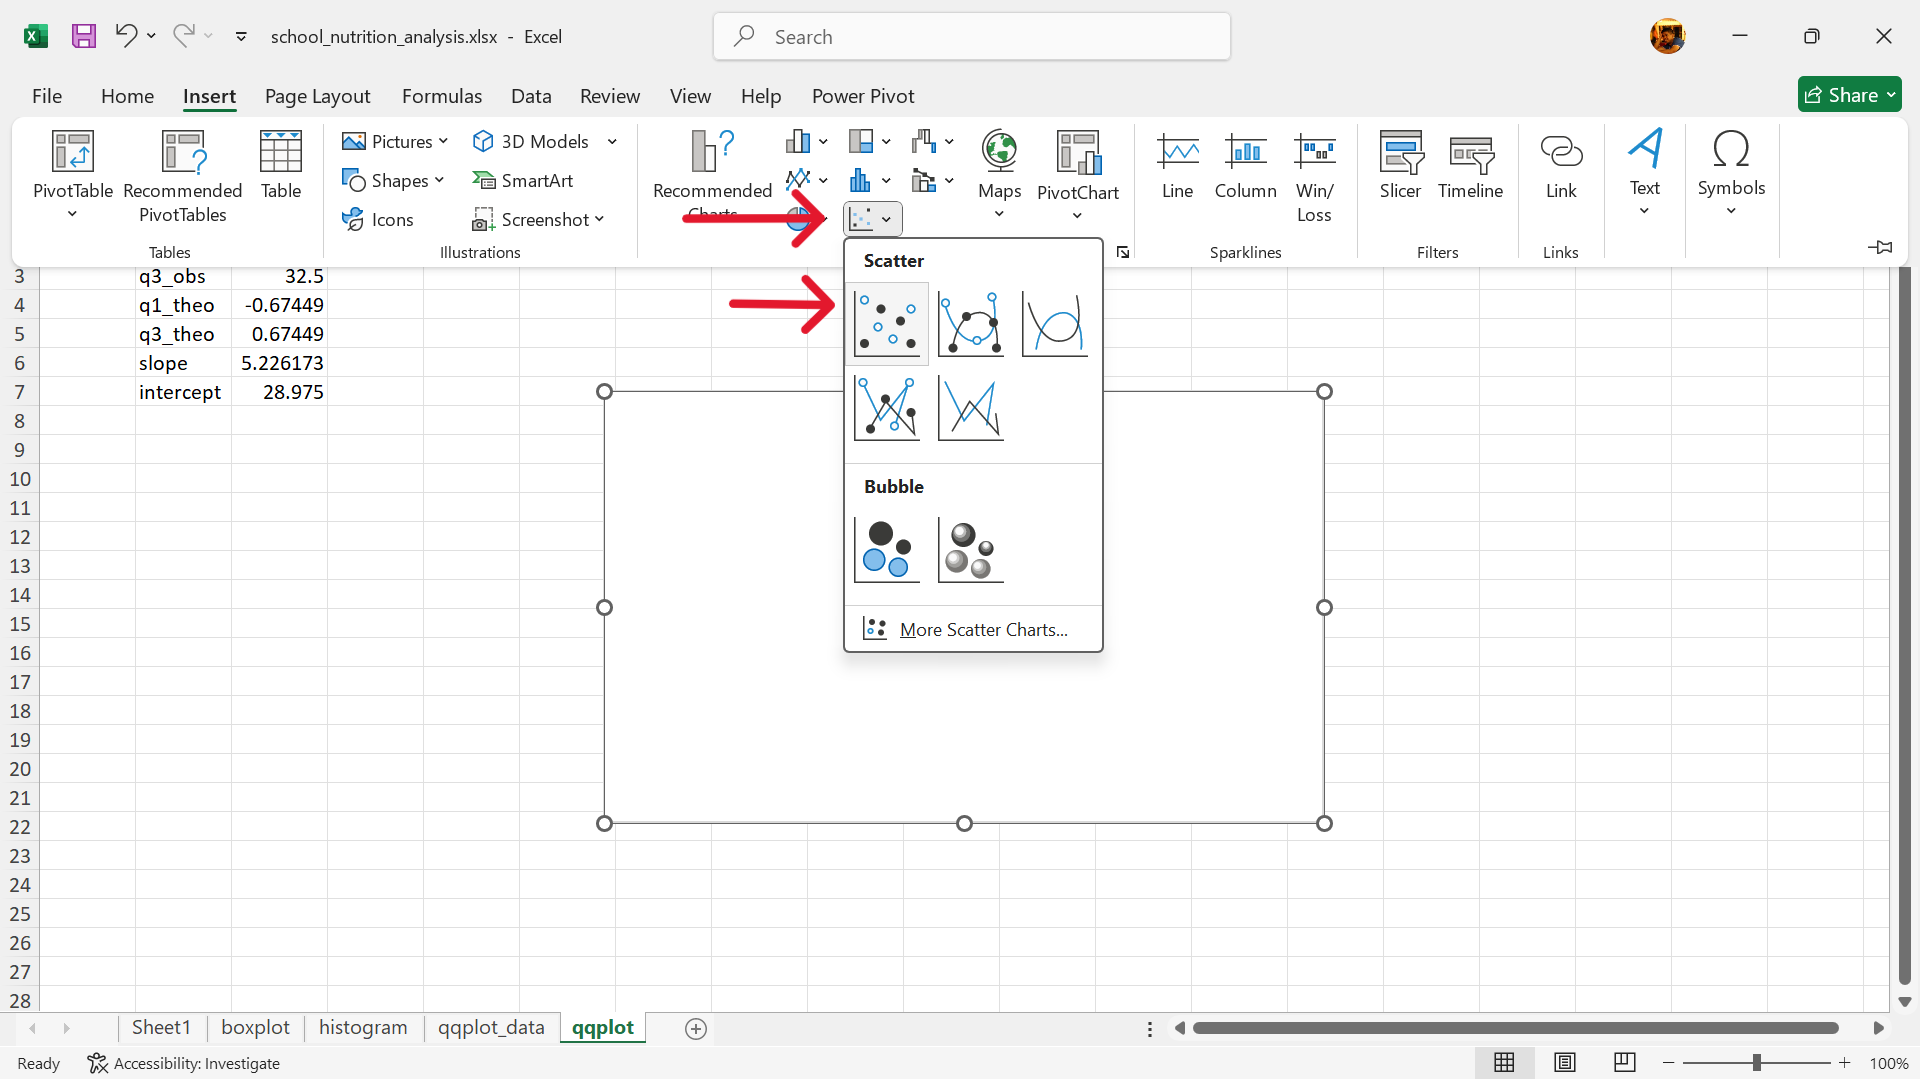 school_nutrition_analysis.xlsx - Excel
Search
File Home Insert Page Layout Formulas Data Review View Help Power Pivot
Share
PivotTable
Recommended
PivotTables
Table
Tables
Pictures
Shapes
Icons
3D Models
SmartArt
Screenshot
Illustrations
Recommended
Charts
Maps
PivotChart
Line
Column
Win/
Loss
Sparklines
Slicer
Timeline
Filters
Link
Links
Text
Symbols
Scatter
Bubble
More Scatter Charts...
3 q3_obs 32.5
4 q1_theo -0.67449
5 q3_theo 0.67449
6 slope 5.226173
7 intercept 28.975
8
9
10
11
12
13
14
15
16
17
18
19
20
21
22
23
24
25
26
27
28
Sheet1 boxplot histogram qqplot_data qqplot
Ready Accessibility: Investigate 100%